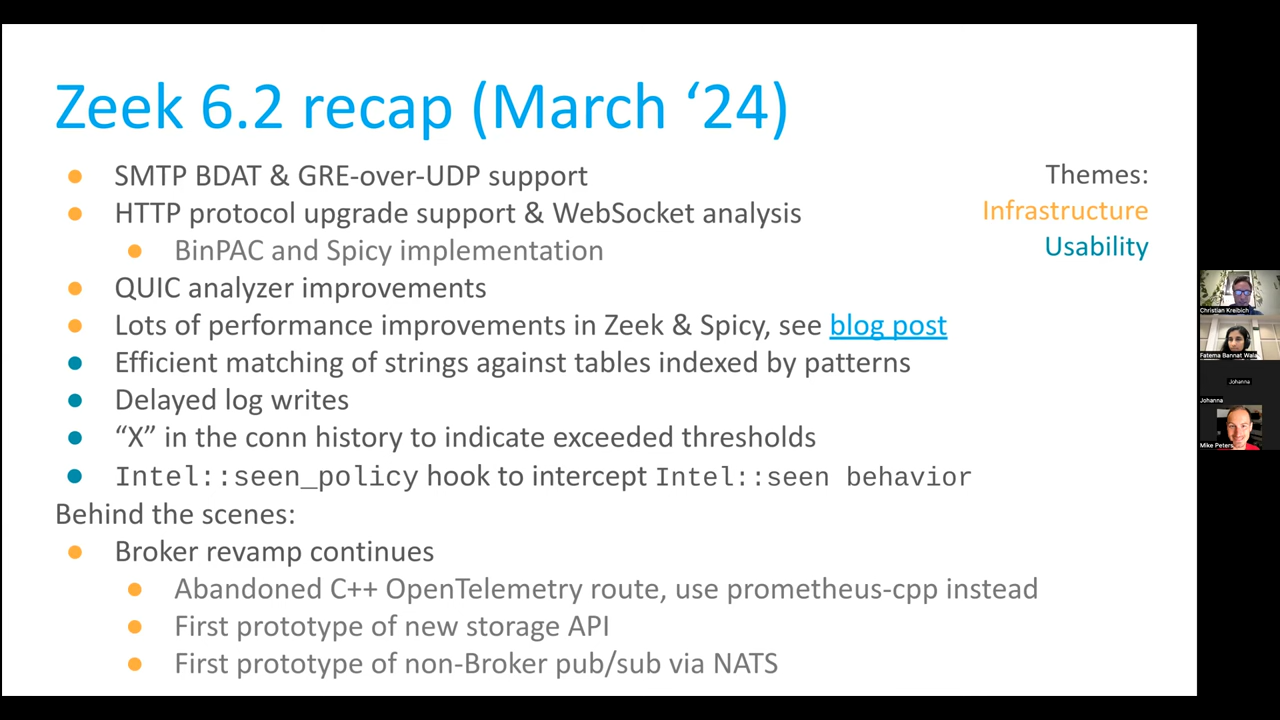 Zeek 6.2 recap (March ‘24)
SMTP BDAT & GRE-over-UDP support
HTTP protocol upgrade support & WebSocket analysis
BinPAC and Spicy implementation
QUIC analyzer improvements
Lots of performance improvements in Zeek & Spicy, see blog post
Efficient matching of strings against tables indexed by patterns
Delayed log writes
“X” in the conn history to indicate exceeded thresholds
Intel::seen_policy hook to intercept Intel::seen behavior
Behind the scenes:
Broker revamp continues
Abandoned C++ OpenTelemetry route, use prometheus-cpp instead
First prototype of new storage API
First prototype of non-Broker pub/sub via NATS
Themes:
Infrastructure
Usability
Christian Kreibich
Fatema Bannat Wala
Johanna
Johanna
Mike Peters